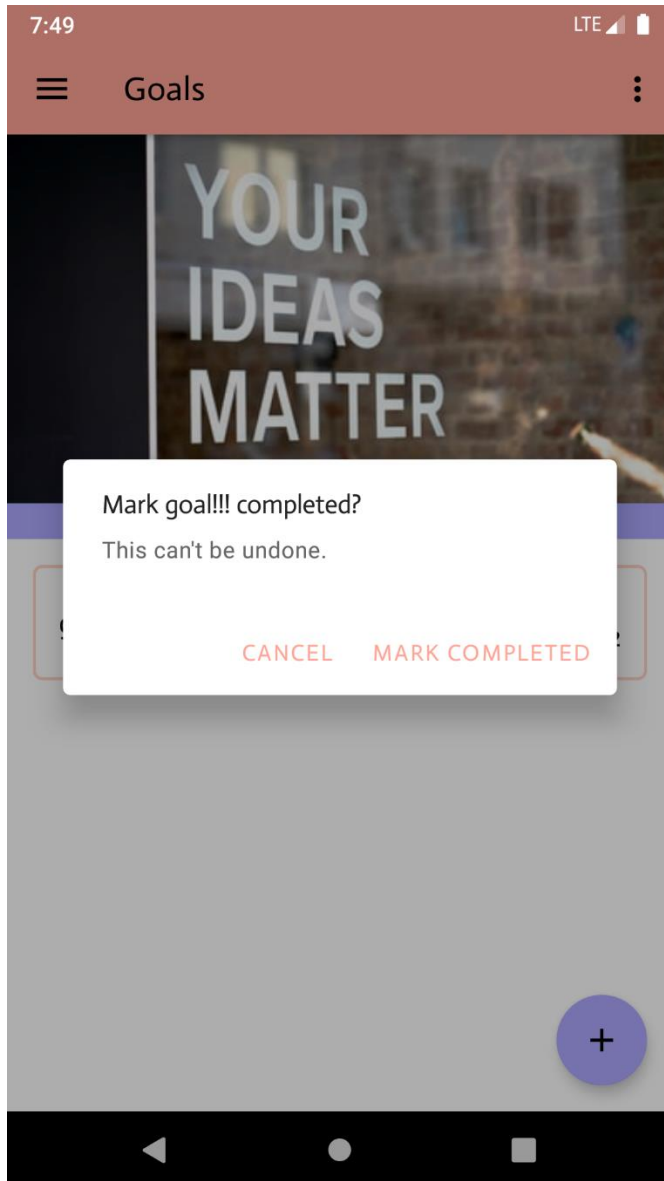 7:49
LTE
Goals
YOUR
IDEAS
MATTER
Mark goal!!! completed?
This can't be undone.
CANCEL MARK COMPLETED